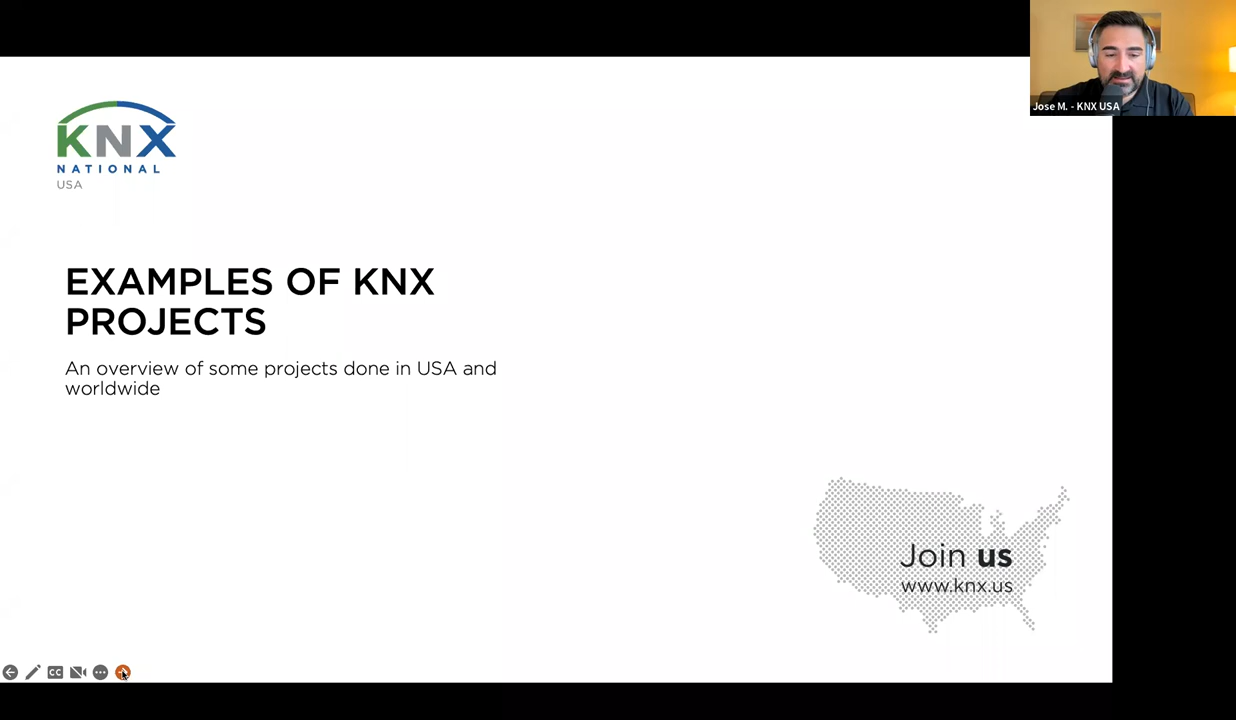 KNX
NATIONAL
USA
EXAMPLES OF KNX
PROJECTS
An overview of some projects done in USA and
worldwide
Join us
www.knx.us
CC
Jose M. - KNX USA